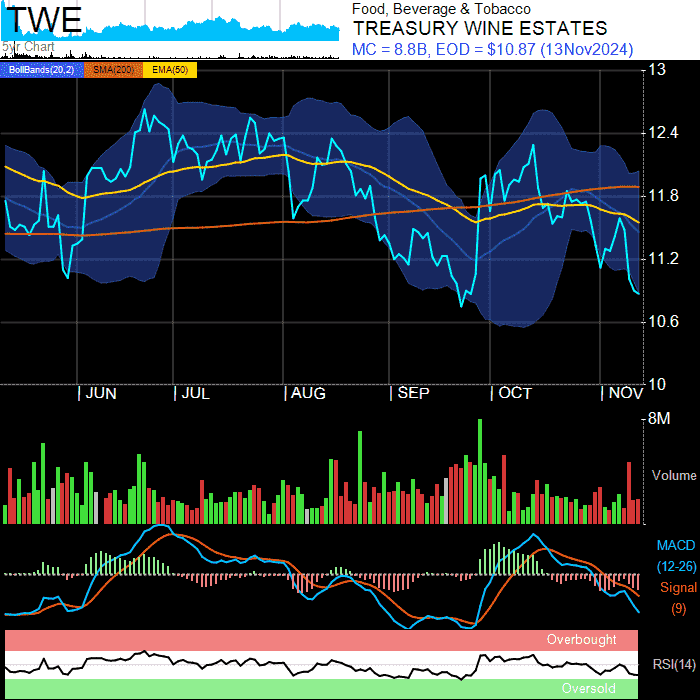 TWE
5yr Chart
Food, Beverage & Tobacco
TREASURY WINE ESTATES
MC = 8.8B, EOD = $10.87 (13Nov2024)
BollBands(20,2) SMA(200) EMA(50)
13
12.4
11.8
11.2
10.6
10
JUN JUL AUG SEP OCT NOV
8M
Volume
MACD
(12-26)
Signal
(9)
Overbought
RSI(14)
Oversold